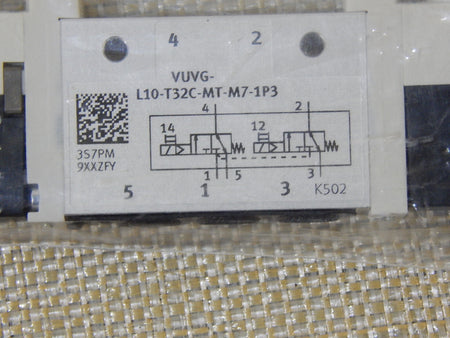 4 2
VUVG-
L10-T32C-MT-M7-1P3
4 2
14 12
3S7PM
9XXZFY
1 5 3
5 1 3 K502